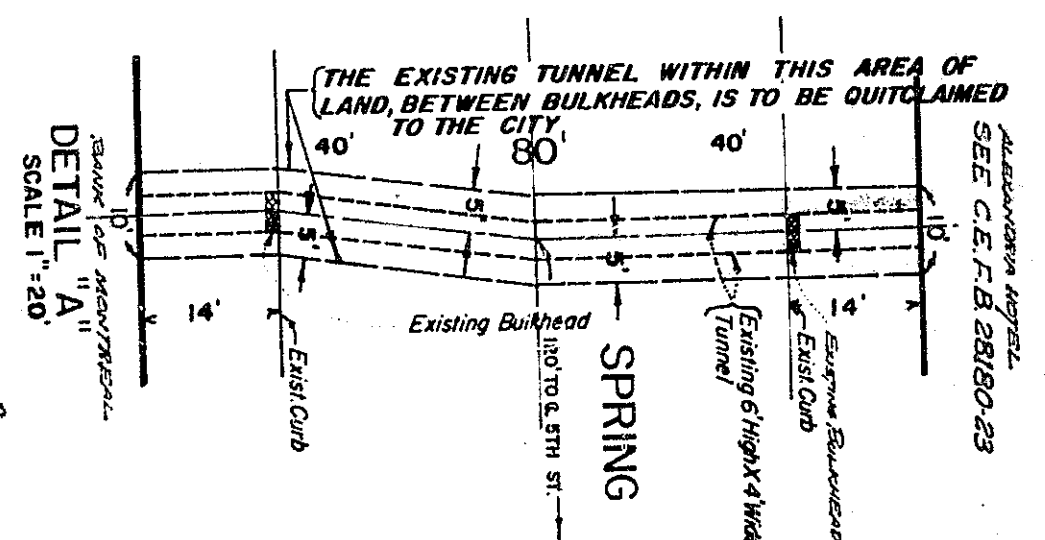 THE EXISTING TUNNEL WITHIN THIS AREA OF
LAND, BETWEEN BULKHEADS, IS TO BE QUITCLAIMED
TO THE CITY
40'
80'
40'
ALEXANDRIA HOTEL
SEE C.E.F.B. 28180-23
BANK OF MONTREAL
DETAIL "A"
SCALE 1"=20'
10'
5'
5'
5'
5'
10'
14'
14'
Existing Bulkhead
Exist. Curb
120' TO ℄ 5TH ST.
SPRING
Existing 6' High X 4' Wide
Tunnel
Exist. Curb
EXISTING BULKHEAD